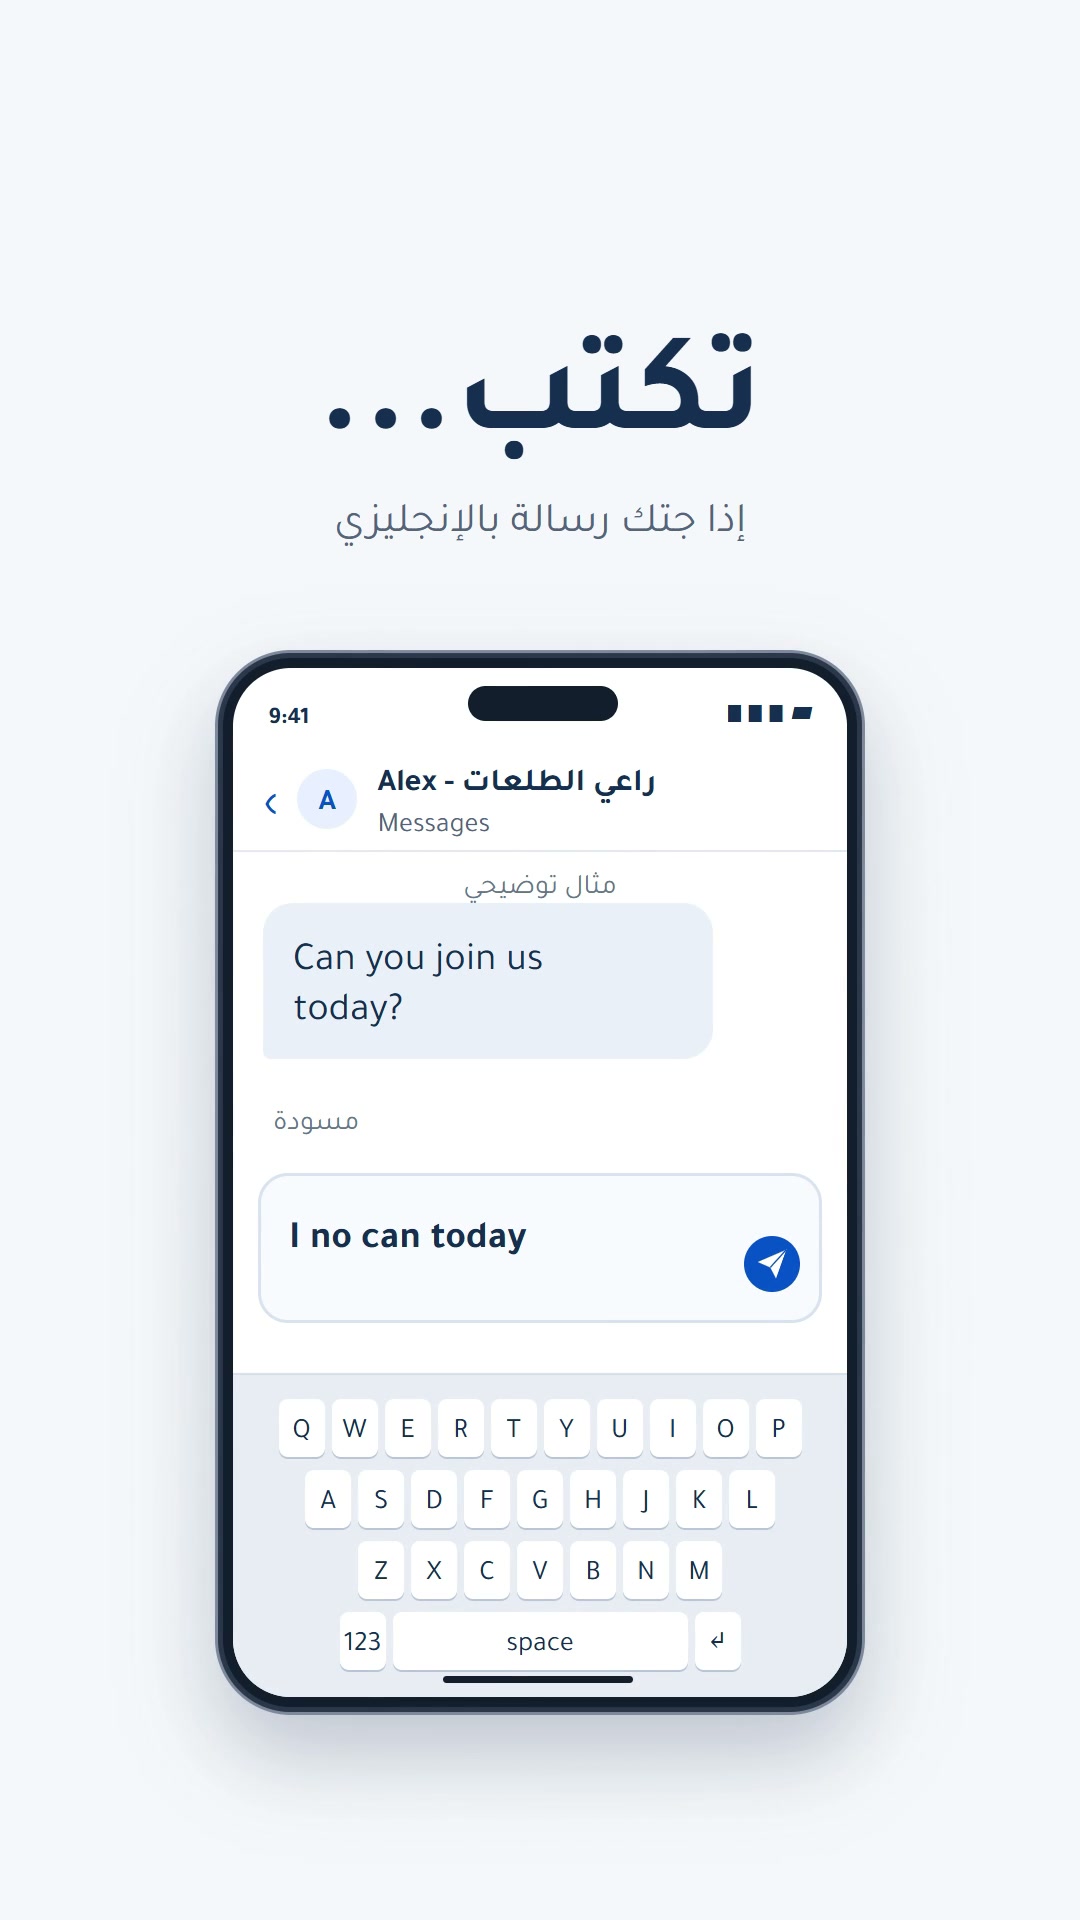 تكتب...
إذا جتك رسالة بالإنجليزي
9:41
A
Alex - راعي الطلعات
Messages
مثال توضيحي
Can you join us
today?
مسودة
I no can today
Q W E R T Y U I O P
A S D F G H J K L
Z X C V B N M
123 space ↵